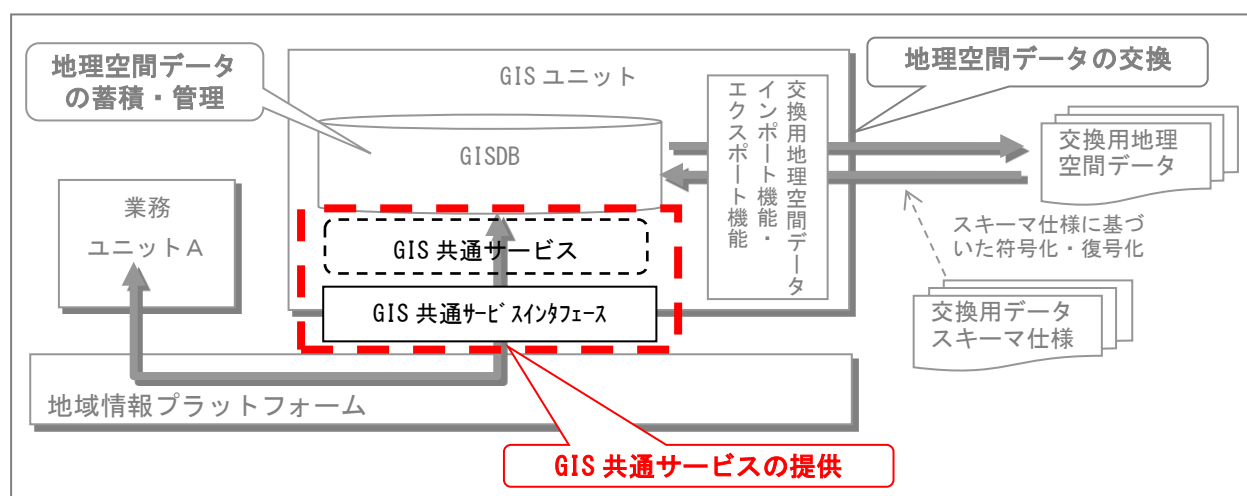 地理空間データ
の蓄積・管理
GISユニット
地理空間データの交換
GISDB
交換用地理空間データ
インポート機能・
エクスポート機能
交換用地理
空間データ
業務
ユニットA
GIS共通サービス
スキーマ仕様に基づ
いた符号化・復号化
GIS共通ｻｰﾋﾞｽｲﾝﾀﾌｪｰｽ
交換用データ
スキーマ仕様
地域情報プラットフォーム
GIS共通サービスの提供